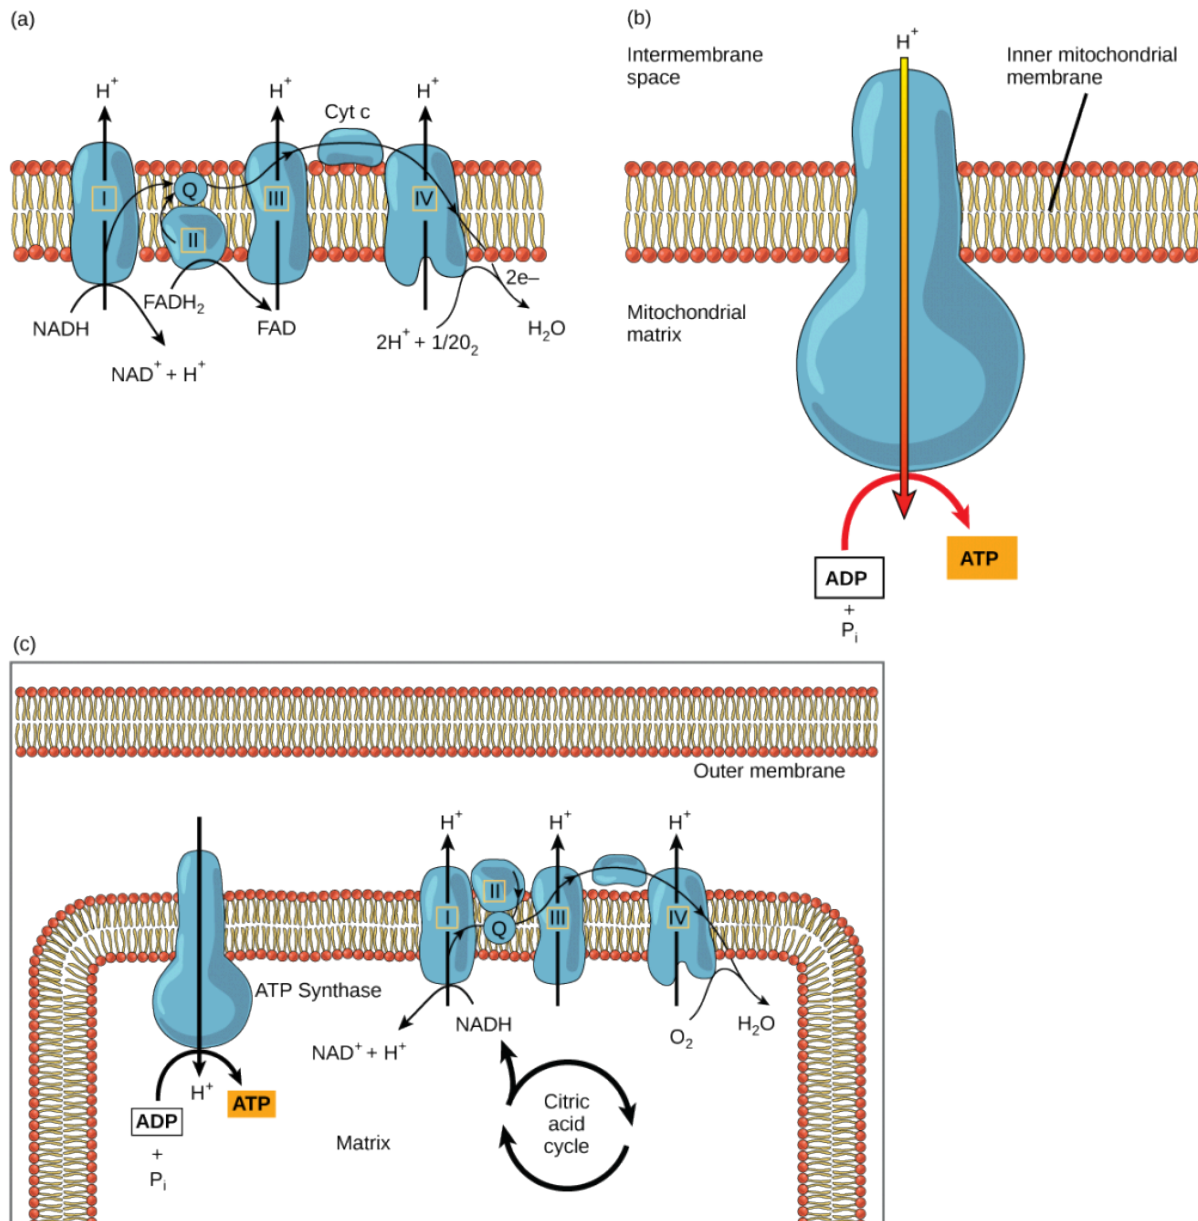 (a)
H⁺
H⁺
Cyt c
H⁺
I
Q
II
III
IV
NADH
FADH₂
FAD
NAD⁺ + H⁺
2e–
2H⁺ + 1/20₂
H₂O
(b)
Intermembrane
space
H⁺
Inner mitochondrial
membrane
Mitochondrial
matrix
ADP
+
Pᵢ
ATP
(c)
Outer membrane
H⁺
H⁺
H⁺
I
II
Q
III
IV
ATP Synthase
NADH
NAD⁺ + H⁺
O₂
H₂O
H⁺
ADP
+
Pᵢ
ATP
Matrix
Citric
acid
cycle